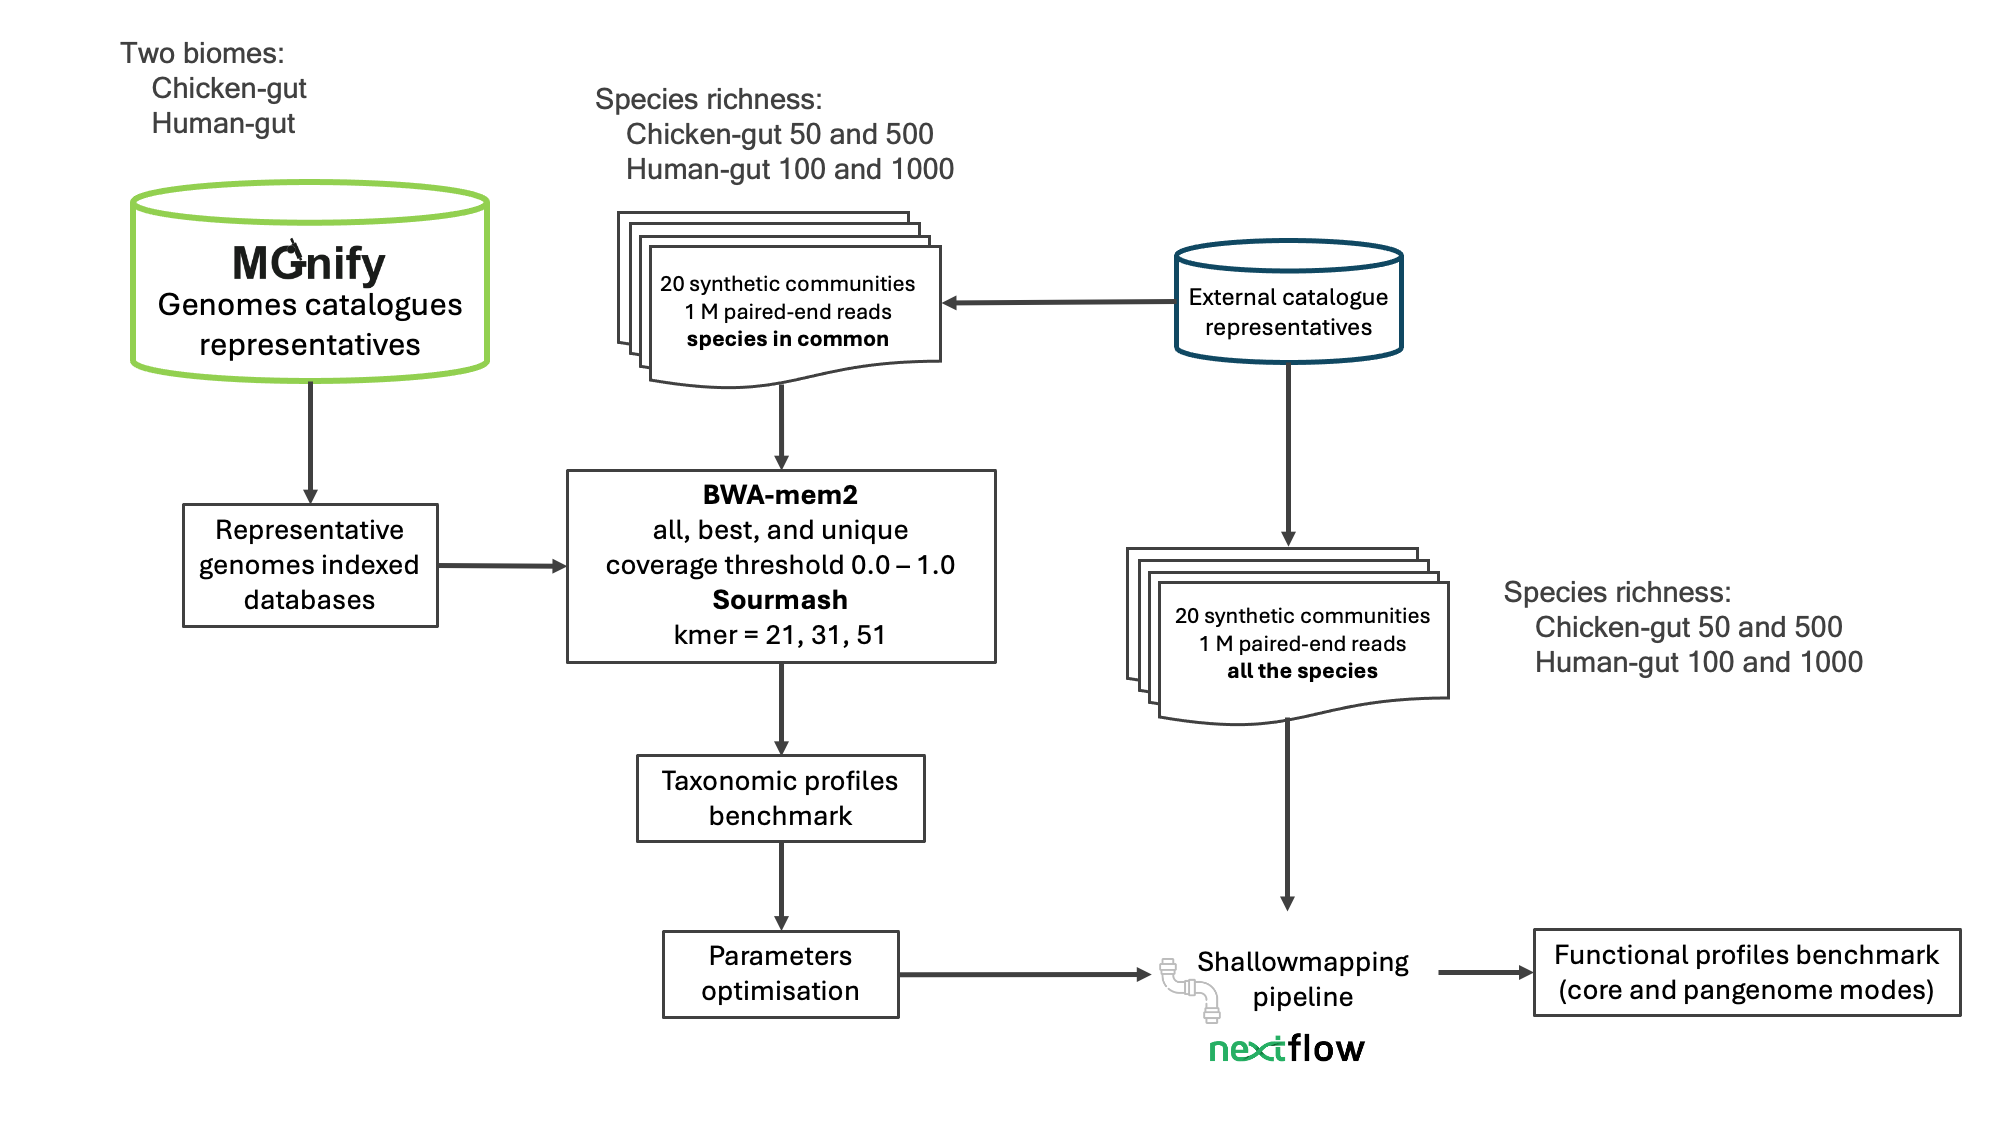 Two biomes:
Chicken-gut
Human-gut
Species richness:
Chicken-gut 50 and 500
Human-gut 100 and 1000
MGnify
Genomes catalogues
representatives
20 synthetic communities
1 M paired-end reads
species in common
External catalogue
representatives
Representative
genomes indexed
databases
BWA-mem2
all, best, and unique
coverage threshold 0.0 – 1.0
Sourmash
kmer = 21, 31, 51
20 synthetic communities
1 M paired-end reads
all the species
Species richness:
Chicken-gut 50 and 500
Human-gut 100 and 1000
Taxonomic profiles
benchmark
Parameters
optimisation
Shallowmapping
pipeline
nextflow
Functional profiles benchmark
(core and pangenome modes)